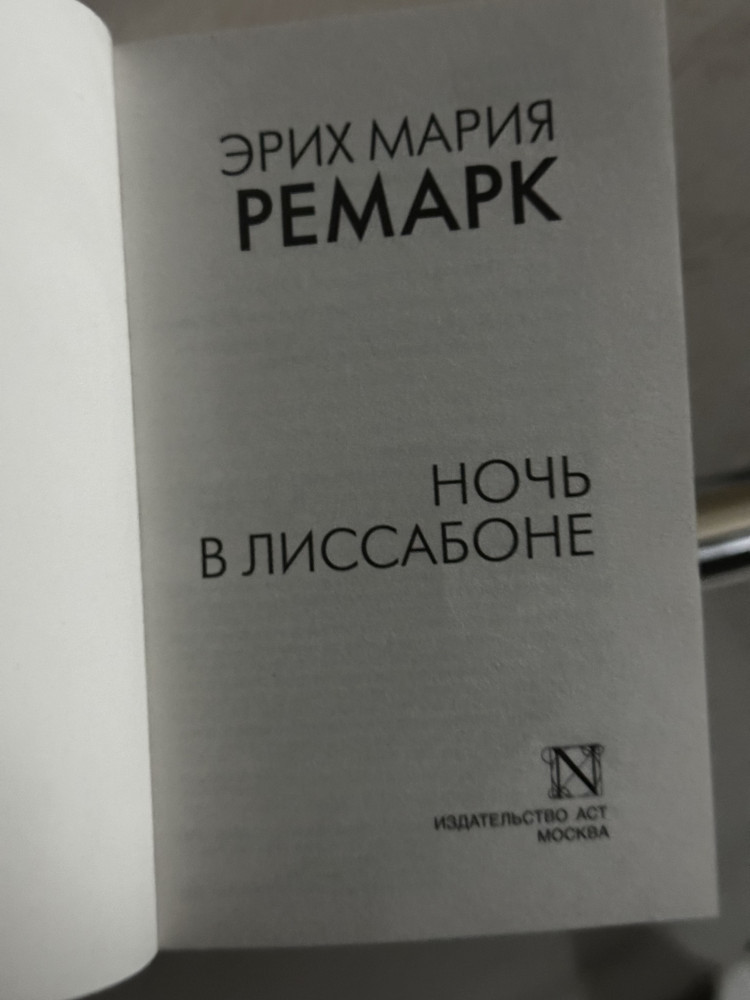 ЭРИХ МАРИЯ
РЕМАРК
НОЧЬ
В ЛИССАБОНЕ
N
ИЗДАТЕЛЬСТВО АСТ
МОСКВА